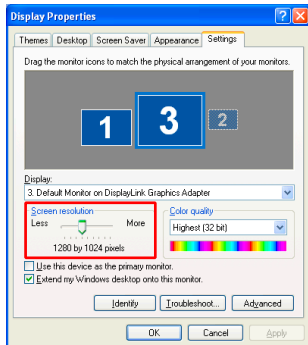 Display Properties
Themes Desktop Screen Saver Appearance Settings
Drag the monitor icons to match the physical arrangement of your monitors.
1 3 2
Display:
3. Default Monitor on DisplayLink Graphics Adapter
Screen resolution
Less More
1280 by 1024 pixels
Color quality
Highest (32 bit)
Use this device as the primary monitor.
Extend my Windows desktop onto this monitor.
Identify Troubleshoot... Advanced
OK Cancel Apply